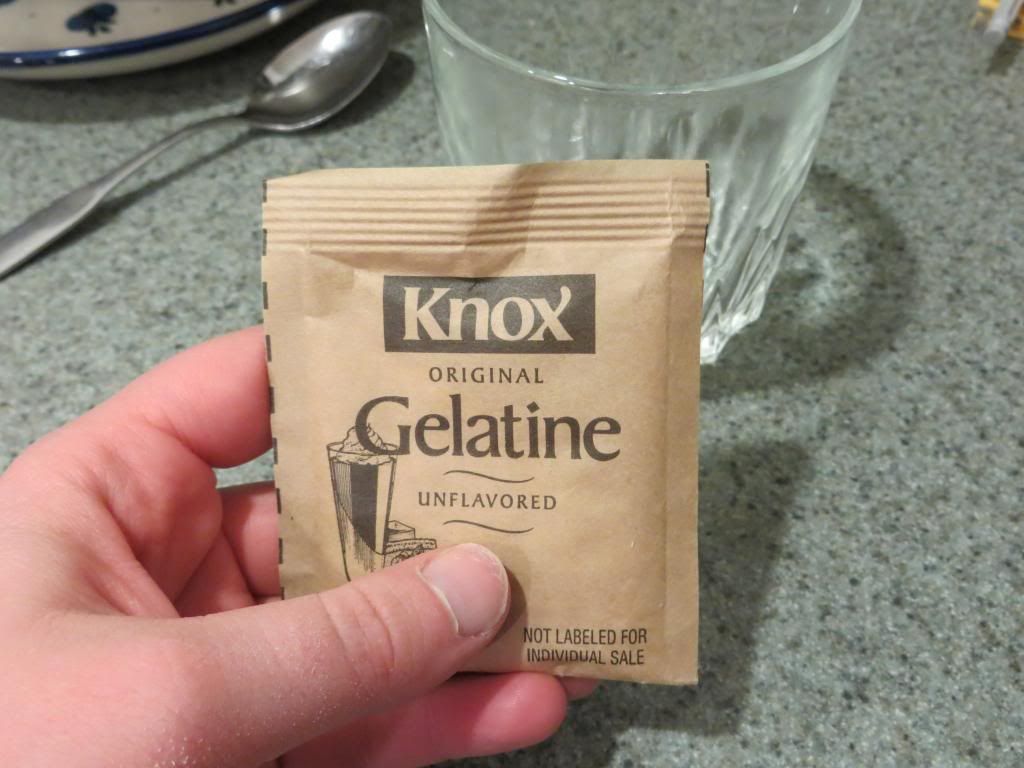 Knox
ORIGINAL
Gelatine
UNFLAVORED
NOT LABELED FOR
INDIVIDUAL SALE